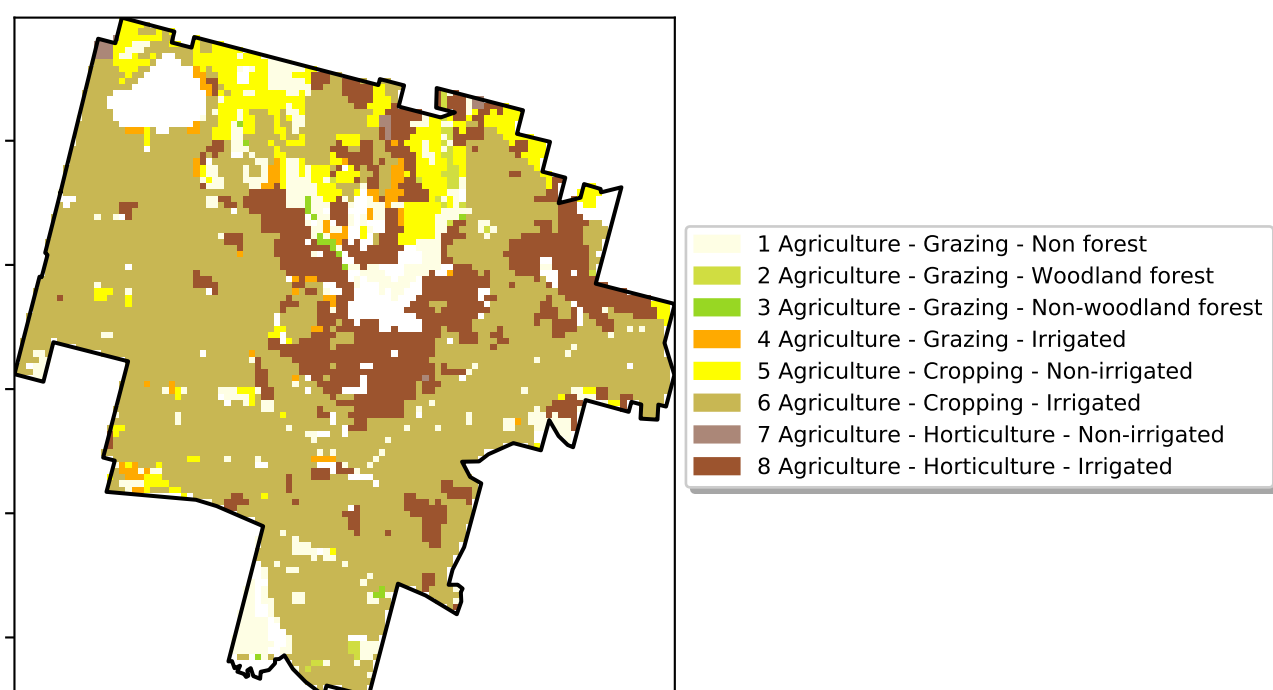 1 Agriculture - Grazing - Non forest
2 Agriculture - Grazing - Woodland forest
3 Agriculture - Grazing - Non-woodland forest
4 Agriculture - Grazing - Irrigated
5 Agriculture - Cropping - Non-irrigated
6 Agriculture - Cropping - Irrigated
7 Agriculture - Horticulture - Non-irrigated
8 Agriculture - Horticulture - Irrigated